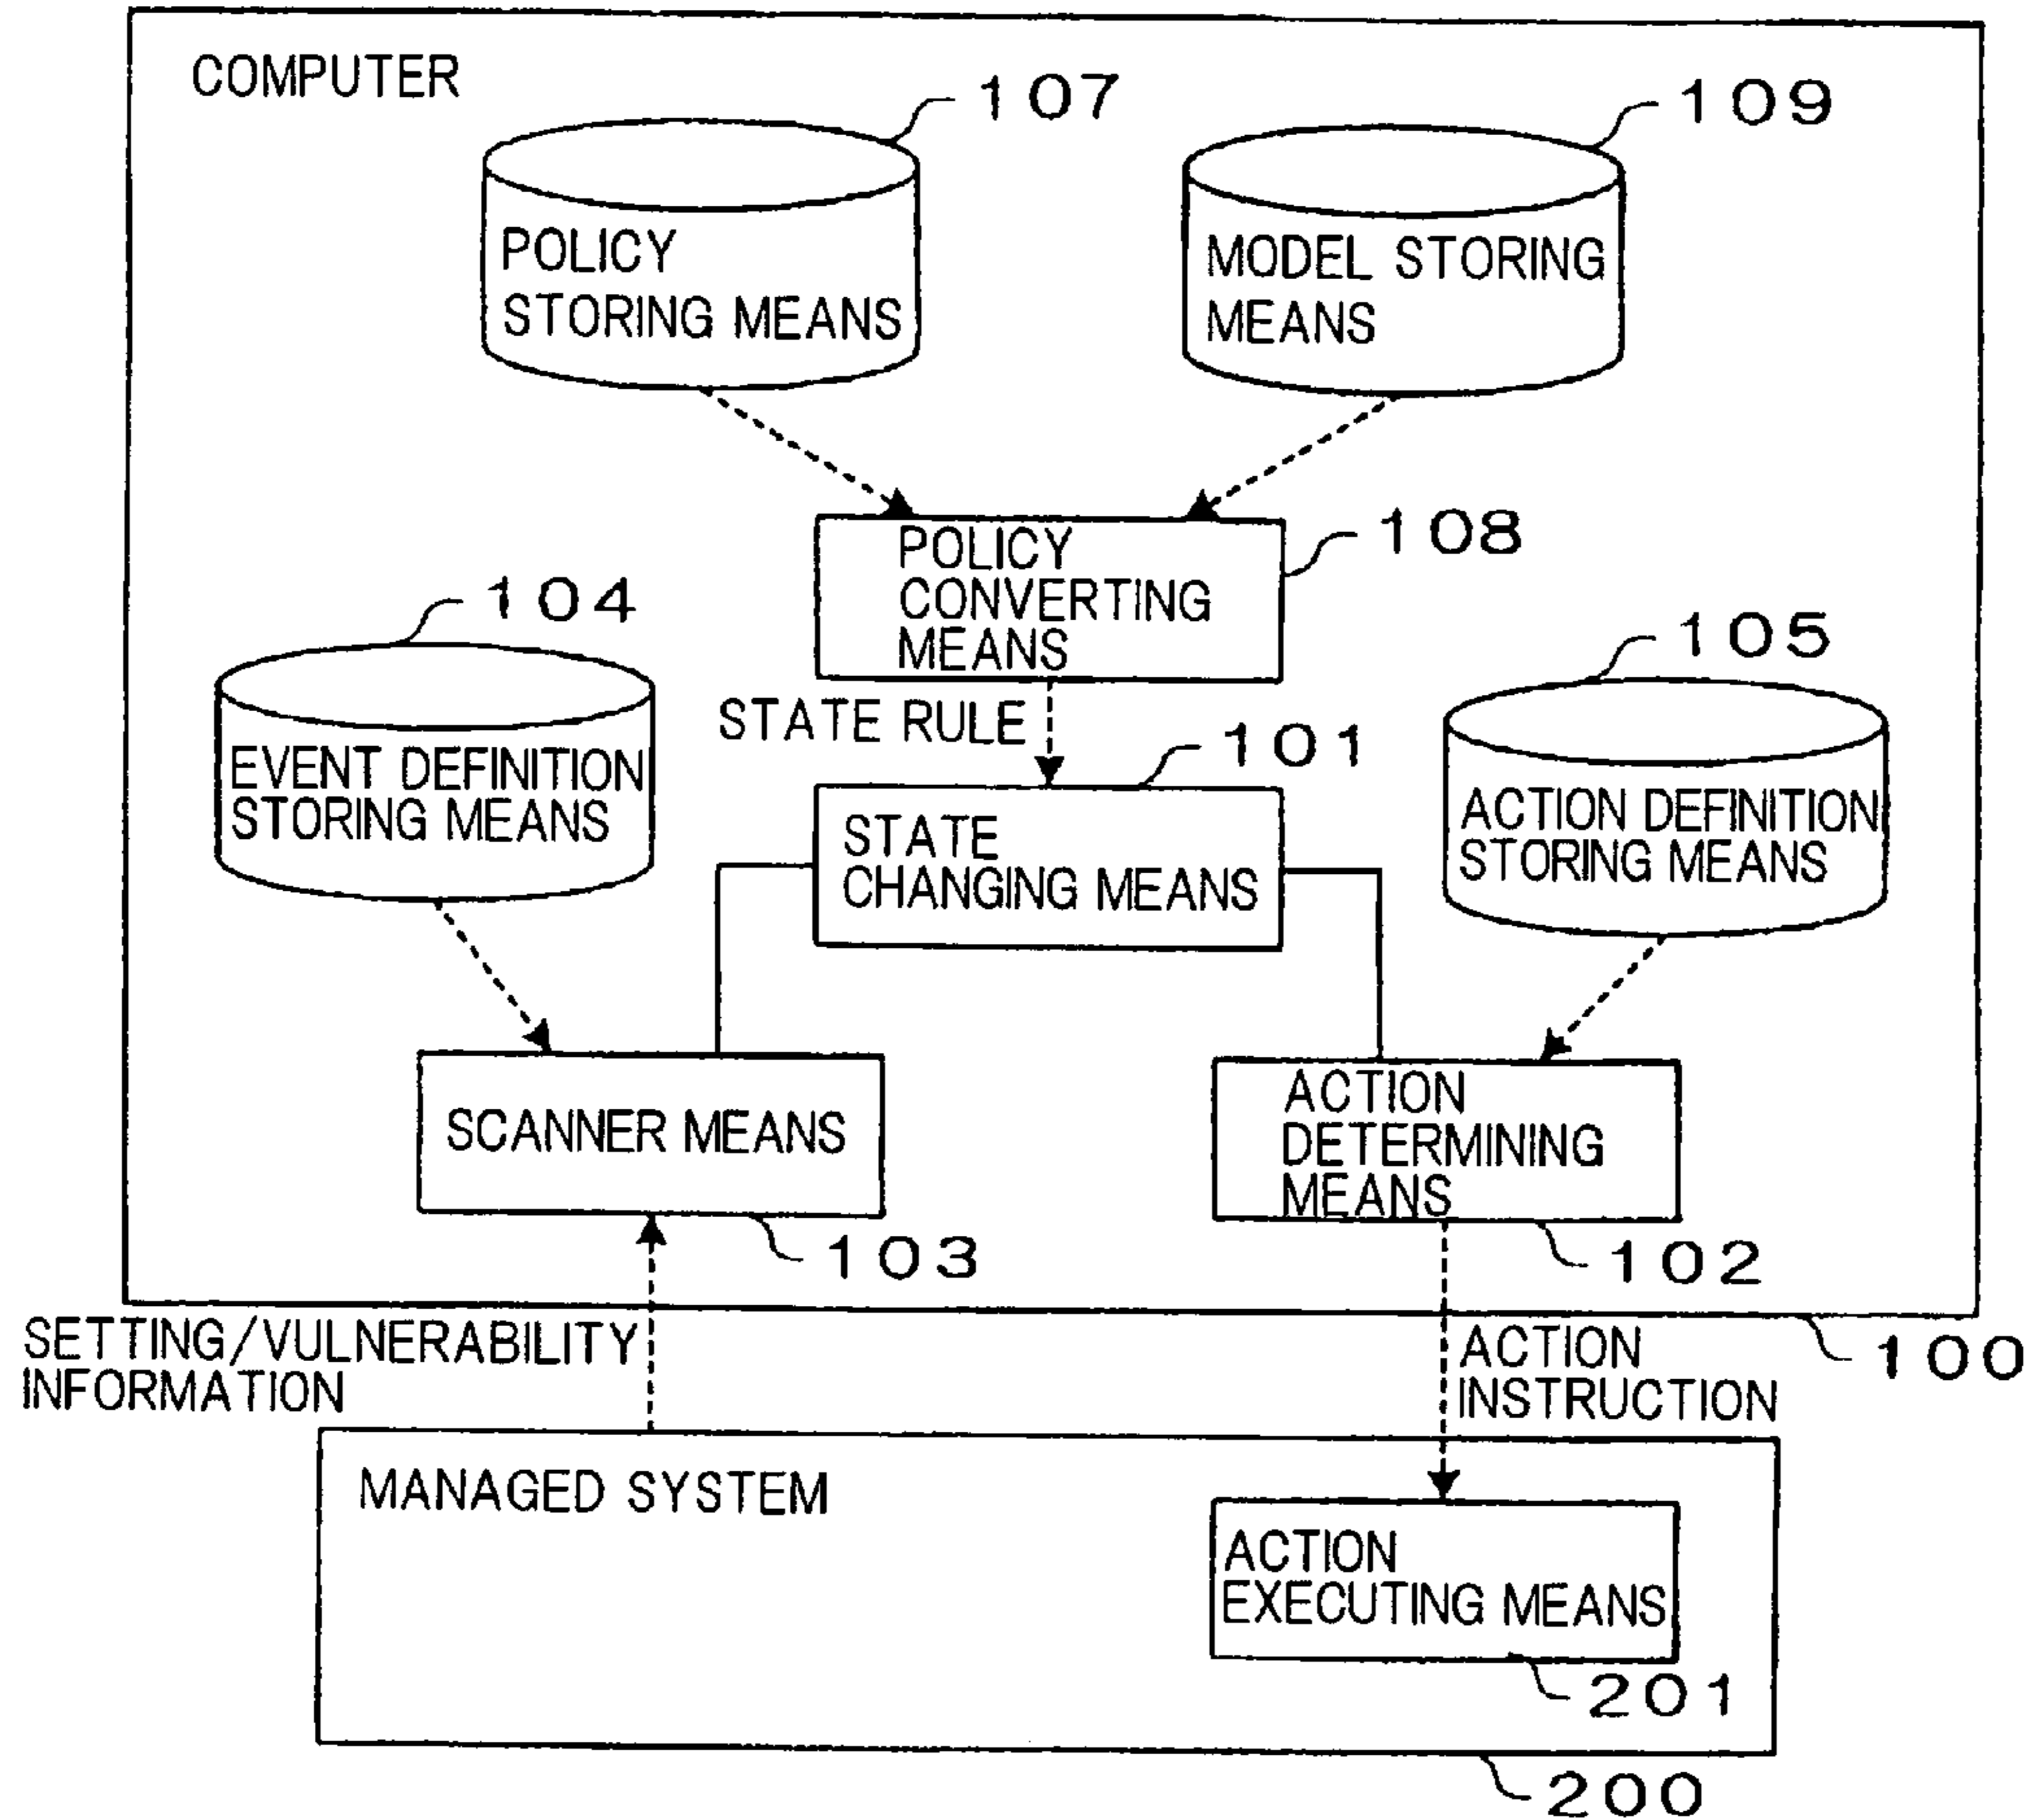 COMPUTER
107
109
POLICY
STORING MEANS
MODEL STORING
MEANS
108
POLICY
CONVERTING
MEANS
104
105
STATE RULE
101
EVENT DEFINITION
STORING MEANS
STATE
CHANGING MEANS
ACTION DEFINITION
STORING MEANS
SCANNER MEANS
ACTION
DETERMINING
MEANS
103
102
SETTING/VULNERABILITY
INFORMATION
ACTION
INSTRUCTION
100
MANAGED SYSTEM
ACTION
EXECUTING MEANS
201
200